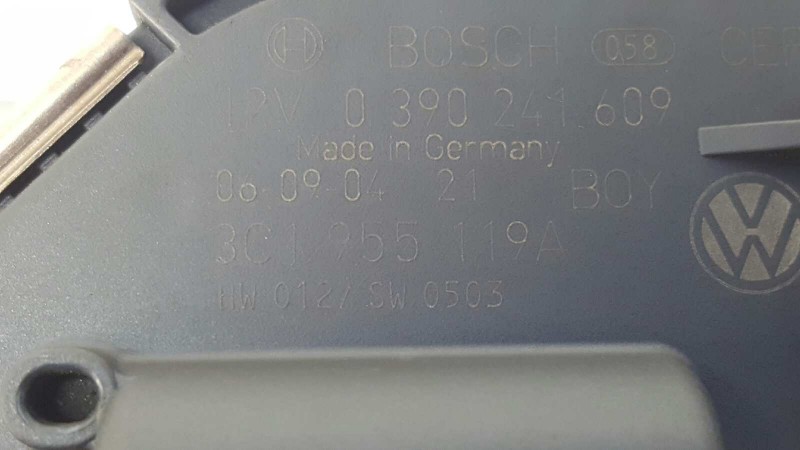 BOSCH 058
12V 0 390 241 609
Made in Germany
06-09-04 21 BOY
3C1 955 119A
HW 012/ SW 0503